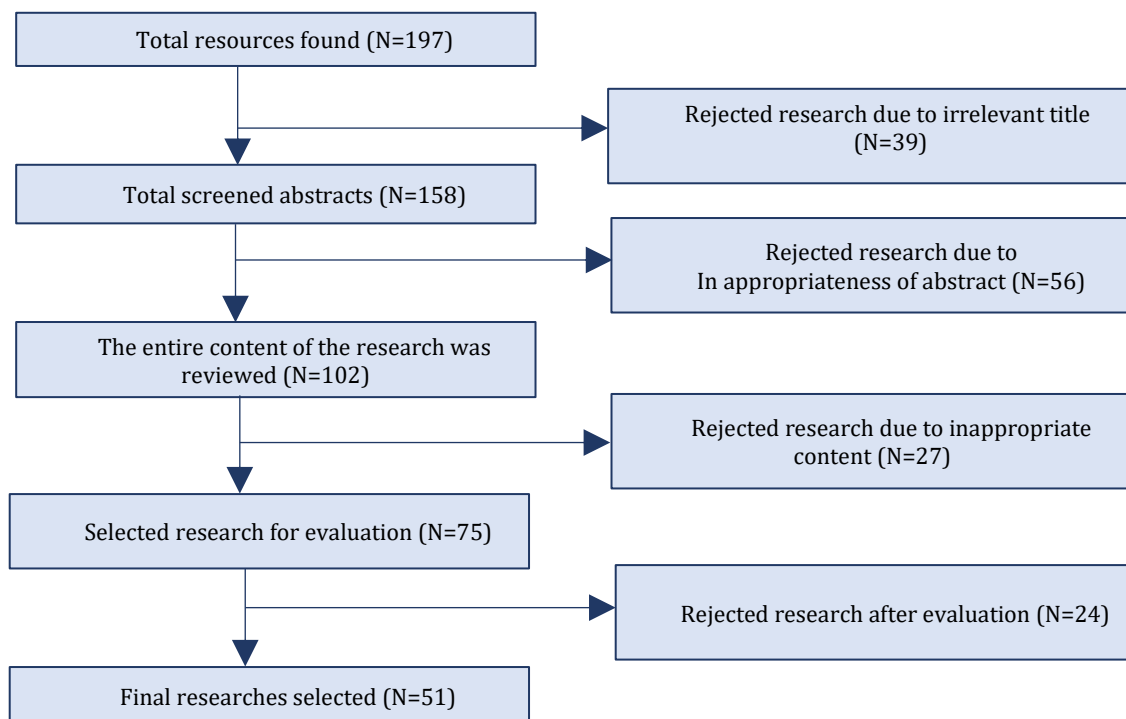 Total resources found (N=197)
Rejected research due to irrelevant title
(N=39)
Total screened abstracts (N=158)
Rejected research due to
In appropriateness of abstract (N=56)
The entire content of the research was
reviewed (N=102)
Rejected research due to inappropriate
content (N=27)
Selected research for evaluation (N=75)
Rejected research after evaluation (N=24)
Final researches selected (N=51)